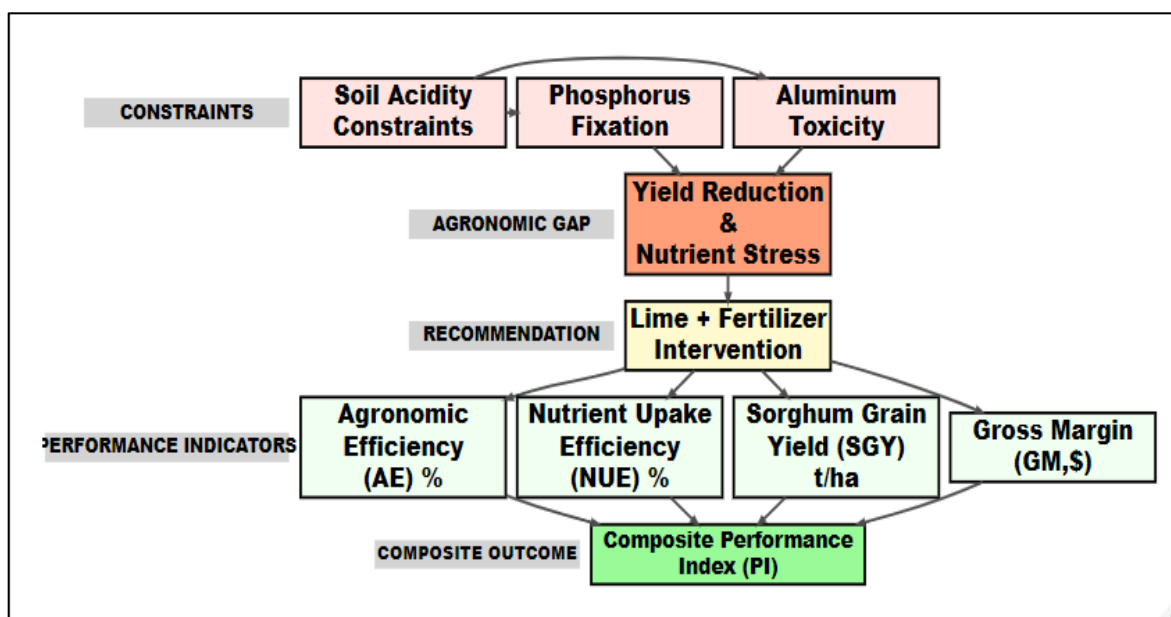 CONSTRAINTS
Soil Acidity
Constraints
Phosphorus
Fixation
Aluminum
Toxicity
AGRONOMIC GAP
Yield Reduction
&
Nutrient Stress
RECOMMENDATION
Lime + Fertilizer
Intervention
PERFORMANCE INDICATORS
Agronomic
Efficiency
(AE) %
Nutrient Upake
Efficiency
(NUE) %
Sorghum Grain
Yield (SGY)
t/ha
Gross Margin
(GM,$)
COMPOSITE OUTCOME
Composite Performance
Index (PI)